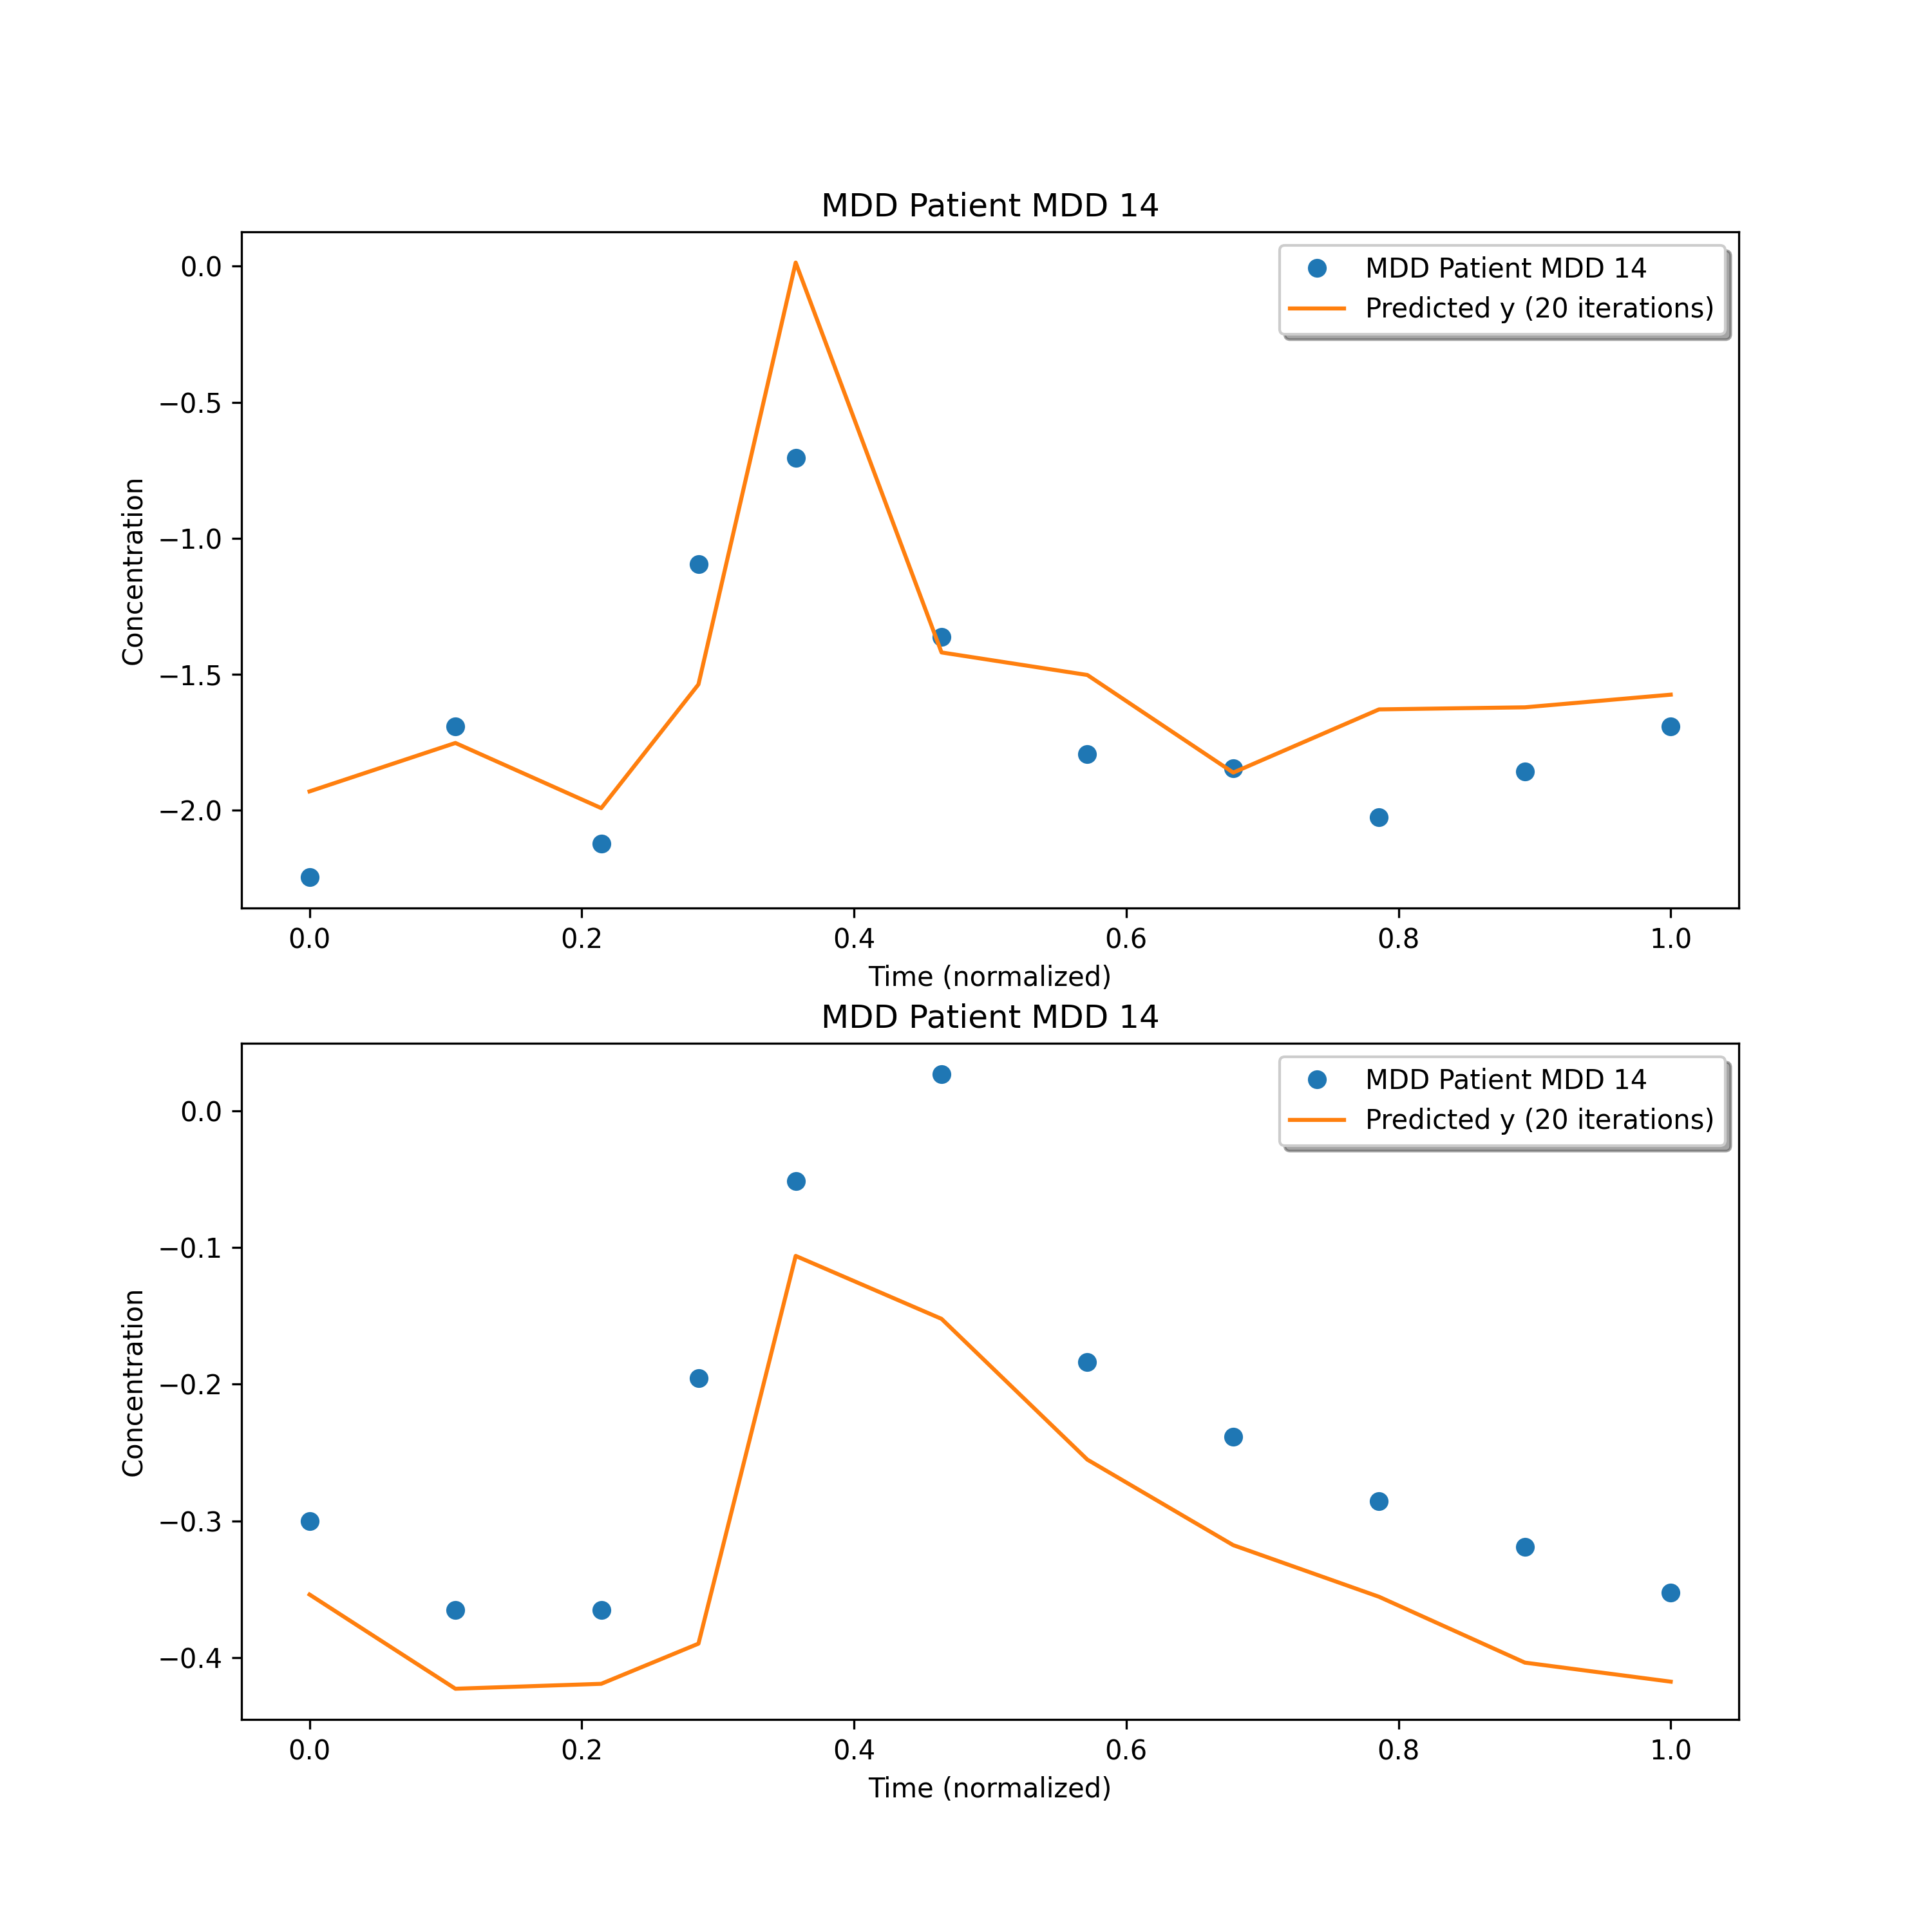 MDD Patient MDD 14
MDD Patient MDD 14
Predicted y (20 iterations)
0.0
−0.5
−1.0
−1.5
−2.0
Concentration
0.0 0.2 0.4 0.6 0.8 1.0
Time (normalized)
MDD Patient MDD 14
MDD Patient MDD 14
Predicted y (20 iterations)
0.0
−0.1
−0.2
−0.3
−0.4
Concentration
0.0 0.2 0.4 0.6 0.8 1.0
Time (normalized)